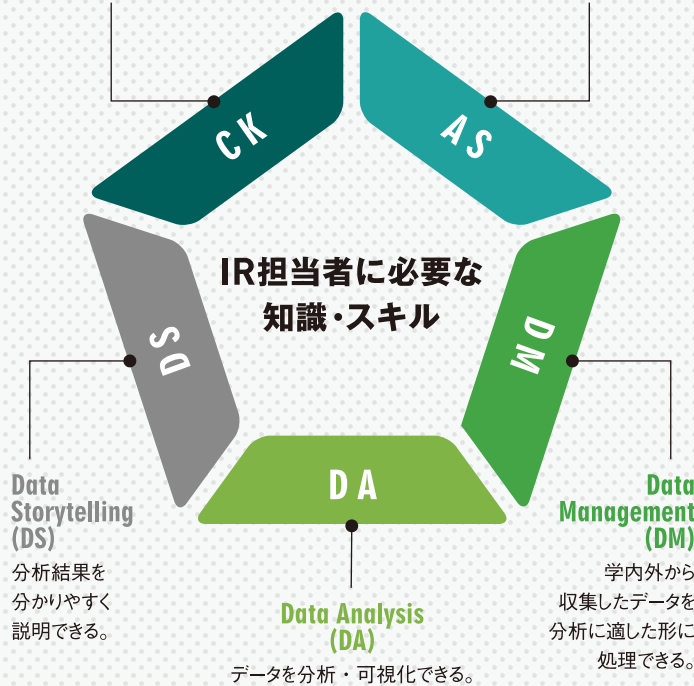 CK
AS
IR担当者に必要な
知識・スキル
DS
DM
DA
Data
Storytelling
(DS)
分析結果を
分かりやすく
説明できる。
Data Analysis
(DA)
データを分析・可視化できる。
Data
Management
(DM)
学内外から
収集したデータを
分析に適した形に
処理できる。